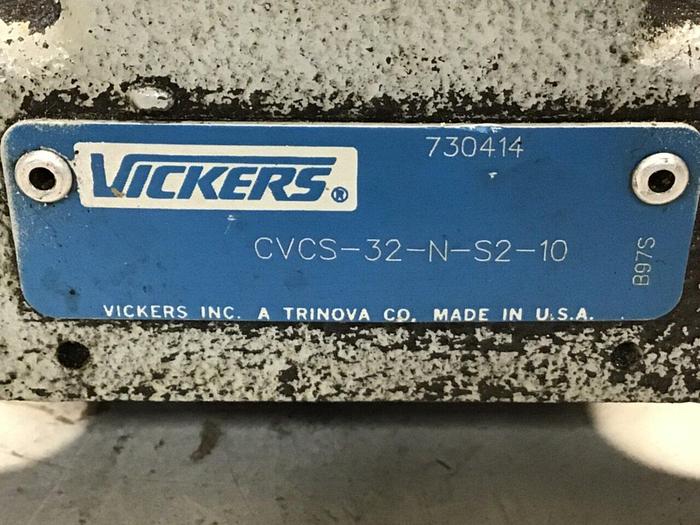 VICKERS®
730414
CVCS-32-N-S2-10
B97S
VICKERS INC. A TRINOVA CO. MADE IN U.S.A.